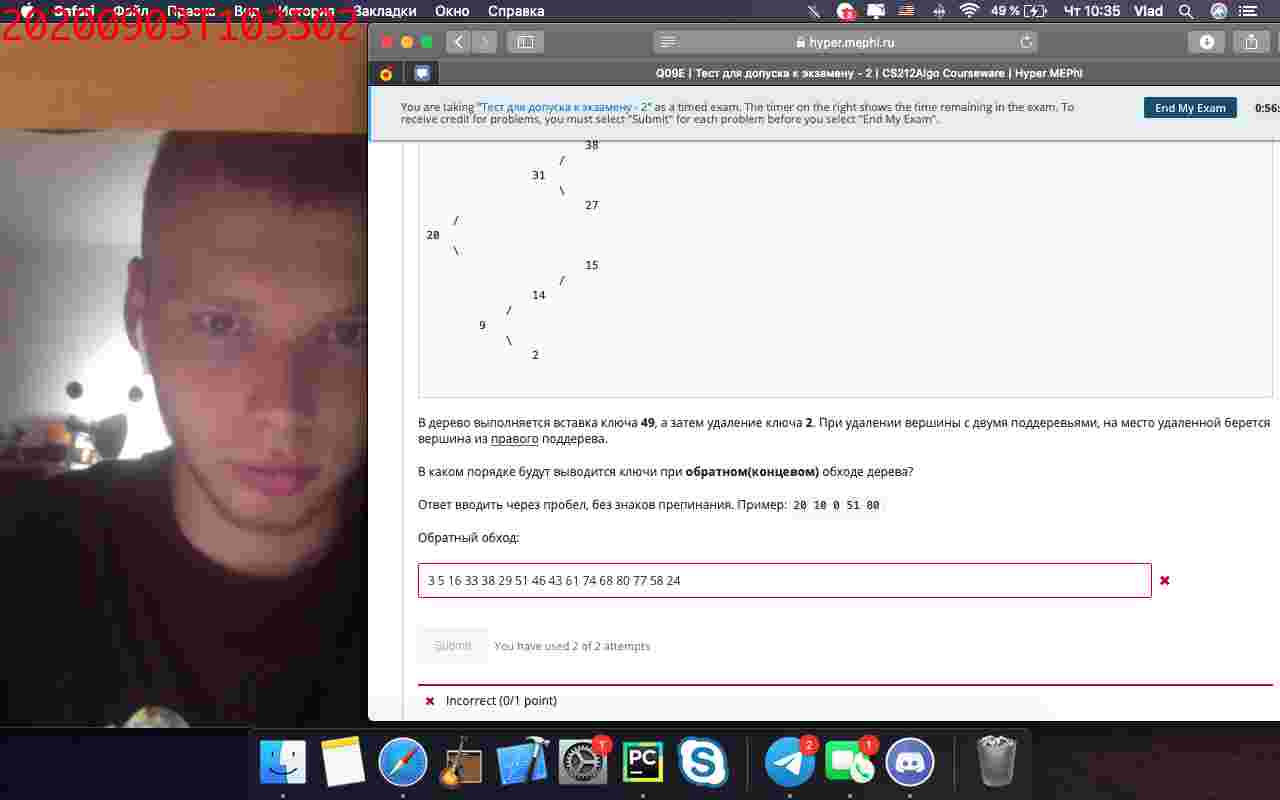 20200903T103502
Safari Файл Правка Вид История Закладки Окно Справка
49 % Чт 10:35 Vlad
hyper.mephi.ru
Q09E | Тест для допуска к экзамену - 2 | CS212Algo Courseware | Hyper.MEPhI
You are taking "Тест для допуска к экзамену - 2" as a timed exam. The timer on the right shows the time remaining in the exam. To
receive credit for problems, you must select "Submit" for each problem before you select "End My Exam".
End My Exam
0:56:
38
/
31
\
27
/
20
\
15
/
14
/
9
\
2
В дерево выполняется вставка ключа 49, а затем удаление ключа 2. При удалении вершины с двумя поддеревьями, на место удаленной берется
вершина из правого поддерева.
В каком порядке будут выводится ключи при обратном(концевом) обходе дерева?
Ответ вводить через пробел, без знаков препинания. Пример: 20 10 0 51 80
Обратный обход:
3 5 16 33 38 29 51 46 43 61 74 68 80 77 58 24
Submit
You have used 2 of 2 attempts
Incorrect (0/1 point)
1
PC
2
1